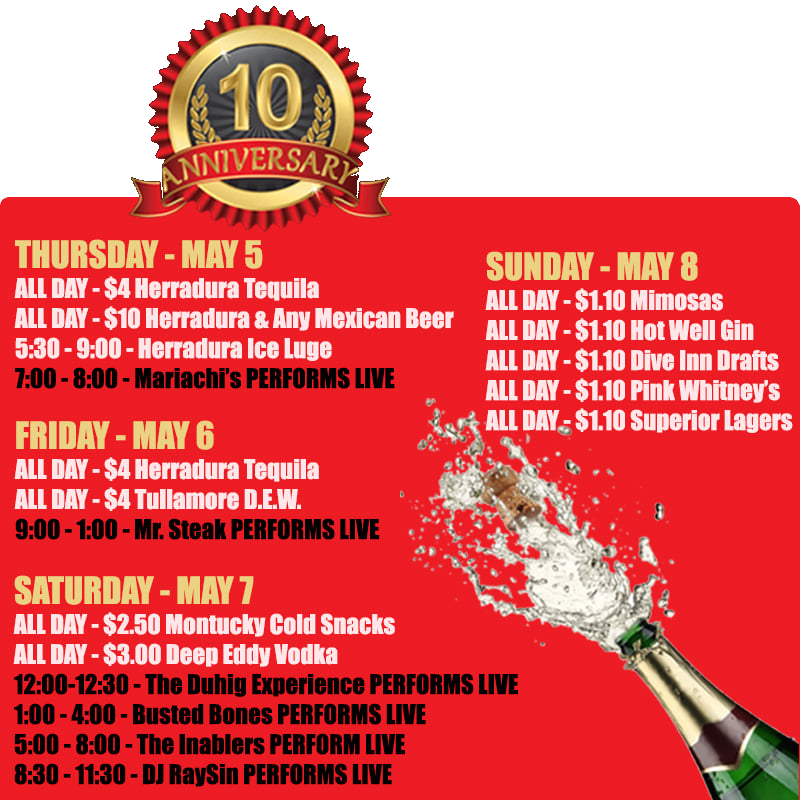 10
ANNIVERSARY
THURSDAY - MAY 5
ALL DAY - $4 Herradura Tequila
ALL DAY - $10 Herradura & Any Mexican Beer
5:30 - 9:00 - Herradura Ice Luge
7:00 - 8:00 - Mariachi's PERFORMS LIVE
FRIDAY - MAY 6
ALL DAY - $4 Herradura Tequila
ALL DAY - $4 Tullamore D.E.W.
9:00 - 1:00 - Mr. Steak PERFORMS LIVE
SATURDAY - MAY 7
ALL DAY - $2.50 Montucky Cold Snacks
ALL DAY - $3.00 Deep Eddy Vodka
12:00-12:30 - The Duhig Experience PERFORMS LIVE
1:00 - 4:00 - Busted Bones PERFORMS LIVE
5:00 - 8:00 - The Inablers PERFORM LIVE
8:30 - 11:30 - DJ RaySin PERFORMS LIVE
SUNDAY - MAY 8
ALL DAY - $1.10 Mimosas
ALL DAY - $1.10 Hot Well Gin
ALL DAY - $1.10 Dive Inn Drafts
ALL DAY - $1.10 Pink Whitney's
ALL DAY - $1.10 Superior Lagers